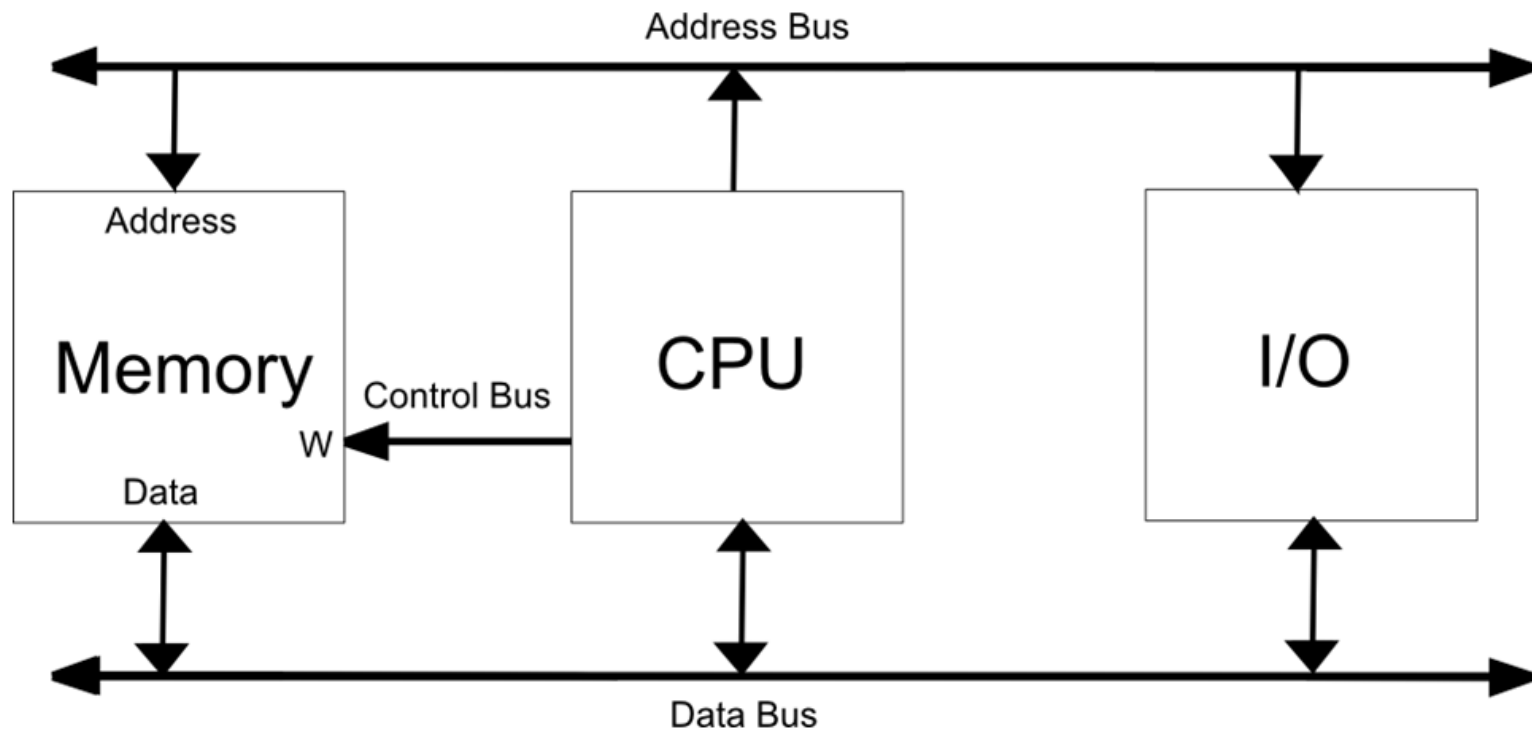 Address Bus
Address
Memory
CPU
I/O
Control Bus
W
Data
Data Bus